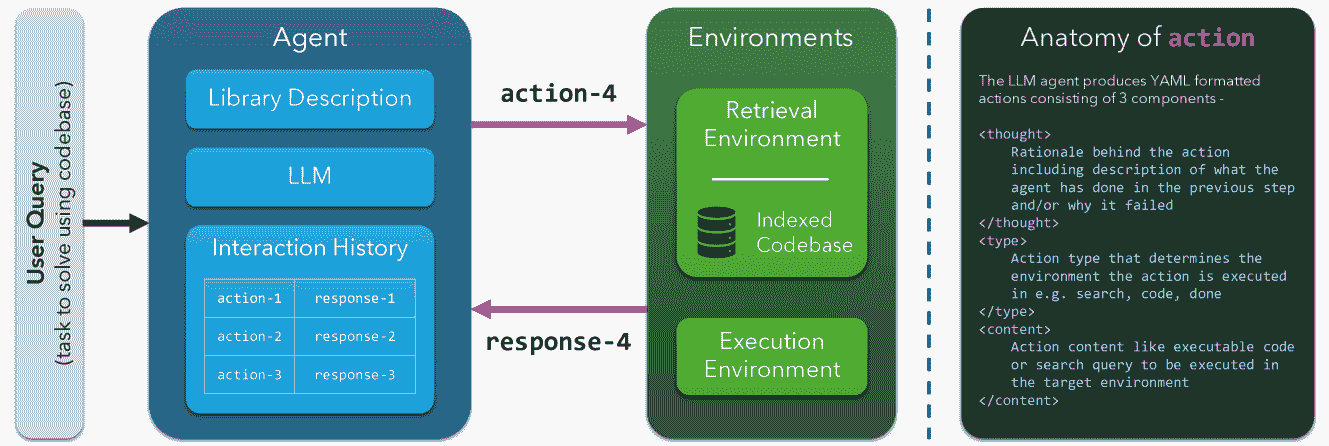 User Query
(task to solve using codebase)
Agent
Library Description
LLM
Interaction History
action-1 response-1
action-2 response-2
action-3 response-3
action-4
response-4
Environments
Retrieval
Environment
Indexed
Codebase
Execution
Environment
Anatomy of action
The LLM agent produces YAML formatted
actions consisting of 3 components -
<thought>
Rationale behind the action
including description of what the
agent has done in the previous step
and/or why it failed
</thought>
<type>
Action type that determines the
environment the action is executed
in e.g. search, code, done
</type>
<content>
Action content like executable code
or search query to be executed in
the target environment
</content>